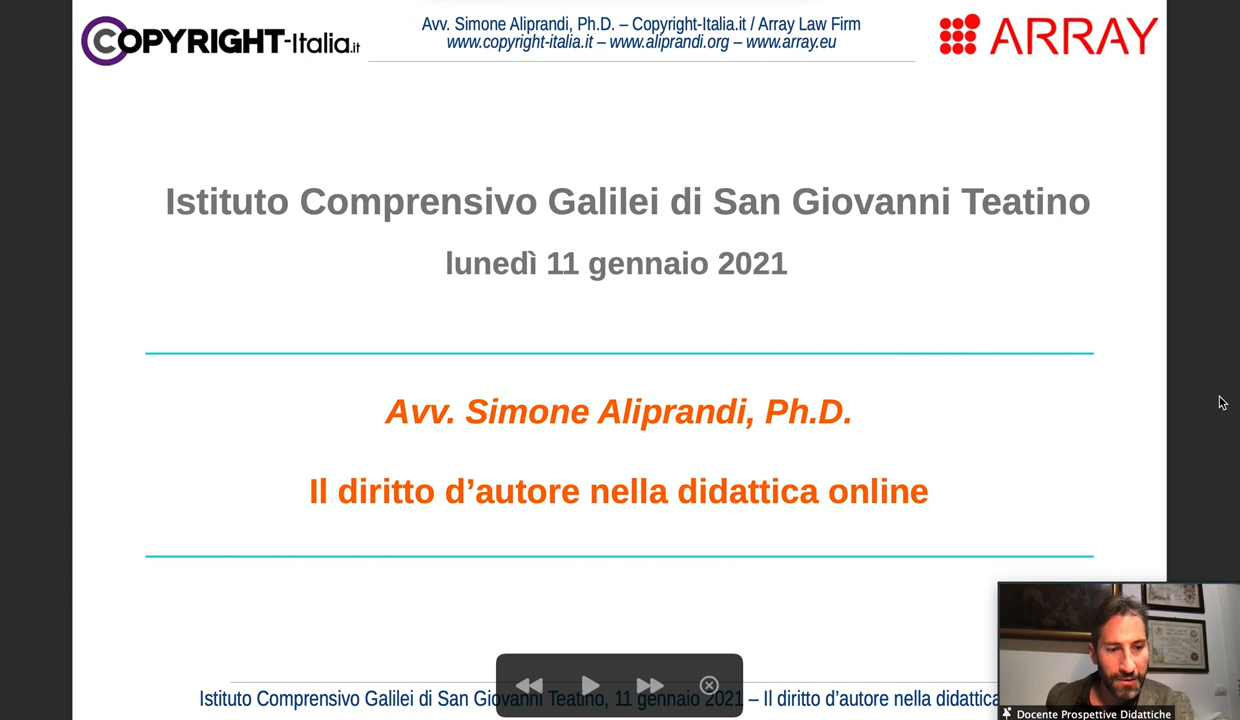 COPYRIGHT-Italia.it
Avv. Simone Aliprandi, Ph.D. – Copyright-Italia.it / Array Law Firm
www.copyright-italia.it – www.aliprandi.org – www.array.eu
ARRAY
Istituto Comprensivo Galilei di San Giovanni Teatino
lunedì 11 gennaio 2021
Avv. Simone Aliprandi, Ph.D.
Il diritto d’autore nella didattica online
Istituto Comprensivo Galilei di San Giovanni Teatino, 11 gennaio 2021 – Il diritto d’autore nella didattica
Docente Prospettive Didattiche